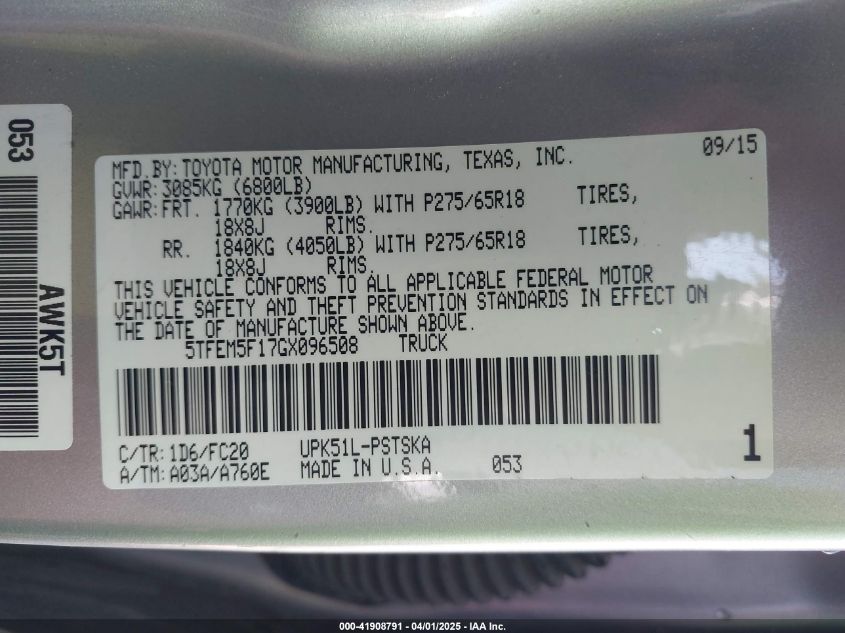 053
AWK5T
MFD.BY: TOYOTA MOTOR MANUFACTURING, TEXAS, INC. 09/15
GVWR: 3085KG (6800LB)
GAWR: FRT. 1770KG (3900LB) WITH P275/65R18 TIRES,
18X8J RIMS.
RR. 1840KG (4050LB) WITH P275/65R18 TIRES,
18X8J RIMS.
THIS VEHICLE CONFORMS TO ALL APPLICABLE FEDERAL MOTOR
VEHICLE SAFETY AND THEFT PREVENTION STANDARDS IN EFFECT ON
THE DATE OF MANUFACTURE SHOWN ABOVE.
5TFEM5F17GX096508 TRUCK
C/TR: 1D6/FC20 UPK51L-PSTSKA 1
A/TM: A03A/A760E MADE IN U.S.A. 053
000-41908791 - 04/01/2025 - IAA Inc.